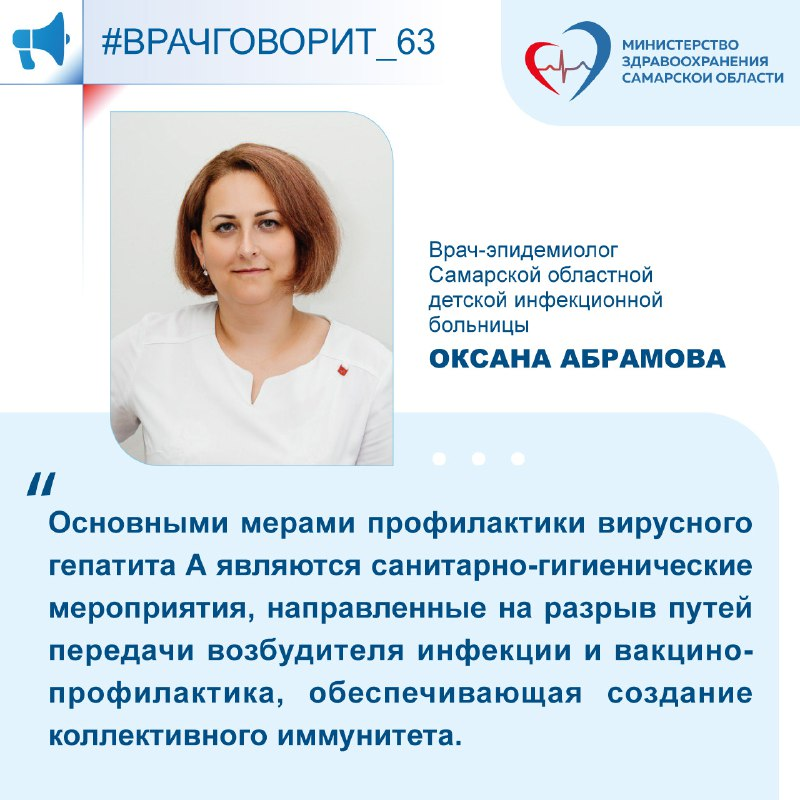 #ВРАЧГОВОРИТ_63
МИНИСТЕРСТВО
ЗДРАВООХРАНЕНИЯ
САМАРСКОЙ ОБЛАСТИ
Врач-эпидемиолог
Самарской областной
детской инфекционной
больницы
ОКСАНА АБРАМОВА
“
Основными мерами профилактики вирусного
гепатита А являются санитарно-гигиенические
мероприятия, направленные на разрыв путей
передачи возбудителя инфекции и вакцино-
профилактика, обеспечивающая создание
коллективного иммунитета.